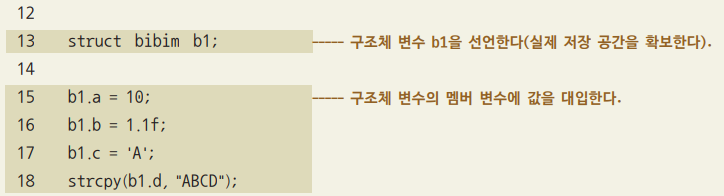 12
13 struct bibim b1; ----- 구조체 변수 b1을 선언한다(실제 저장 공간을 확보한다).
14
15 b1.a = 10; ----- 구조체 변수의 멤버 변수에 값을 대입한다.
16 b1.b = 1.1f;
17 b1.c = 'A';
18 strcpy(b1.d, "ABCD");